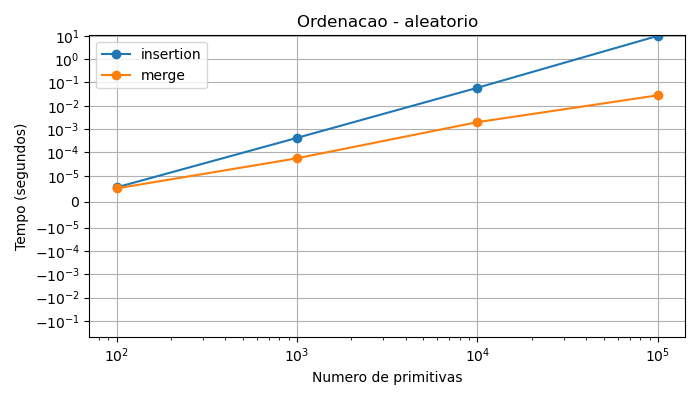 Ordenacao - aleatorio
insertion
merge
Tempo (segundos)
10¹
10⁰
10⁻¹
10⁻²
10⁻³
10⁻⁴
10⁻⁵
0
−10⁻⁵
−10⁻⁴
−10⁻³
−10⁻²
−10⁻¹
10² 10³ 10⁴ 10⁵
Numero de primitivas